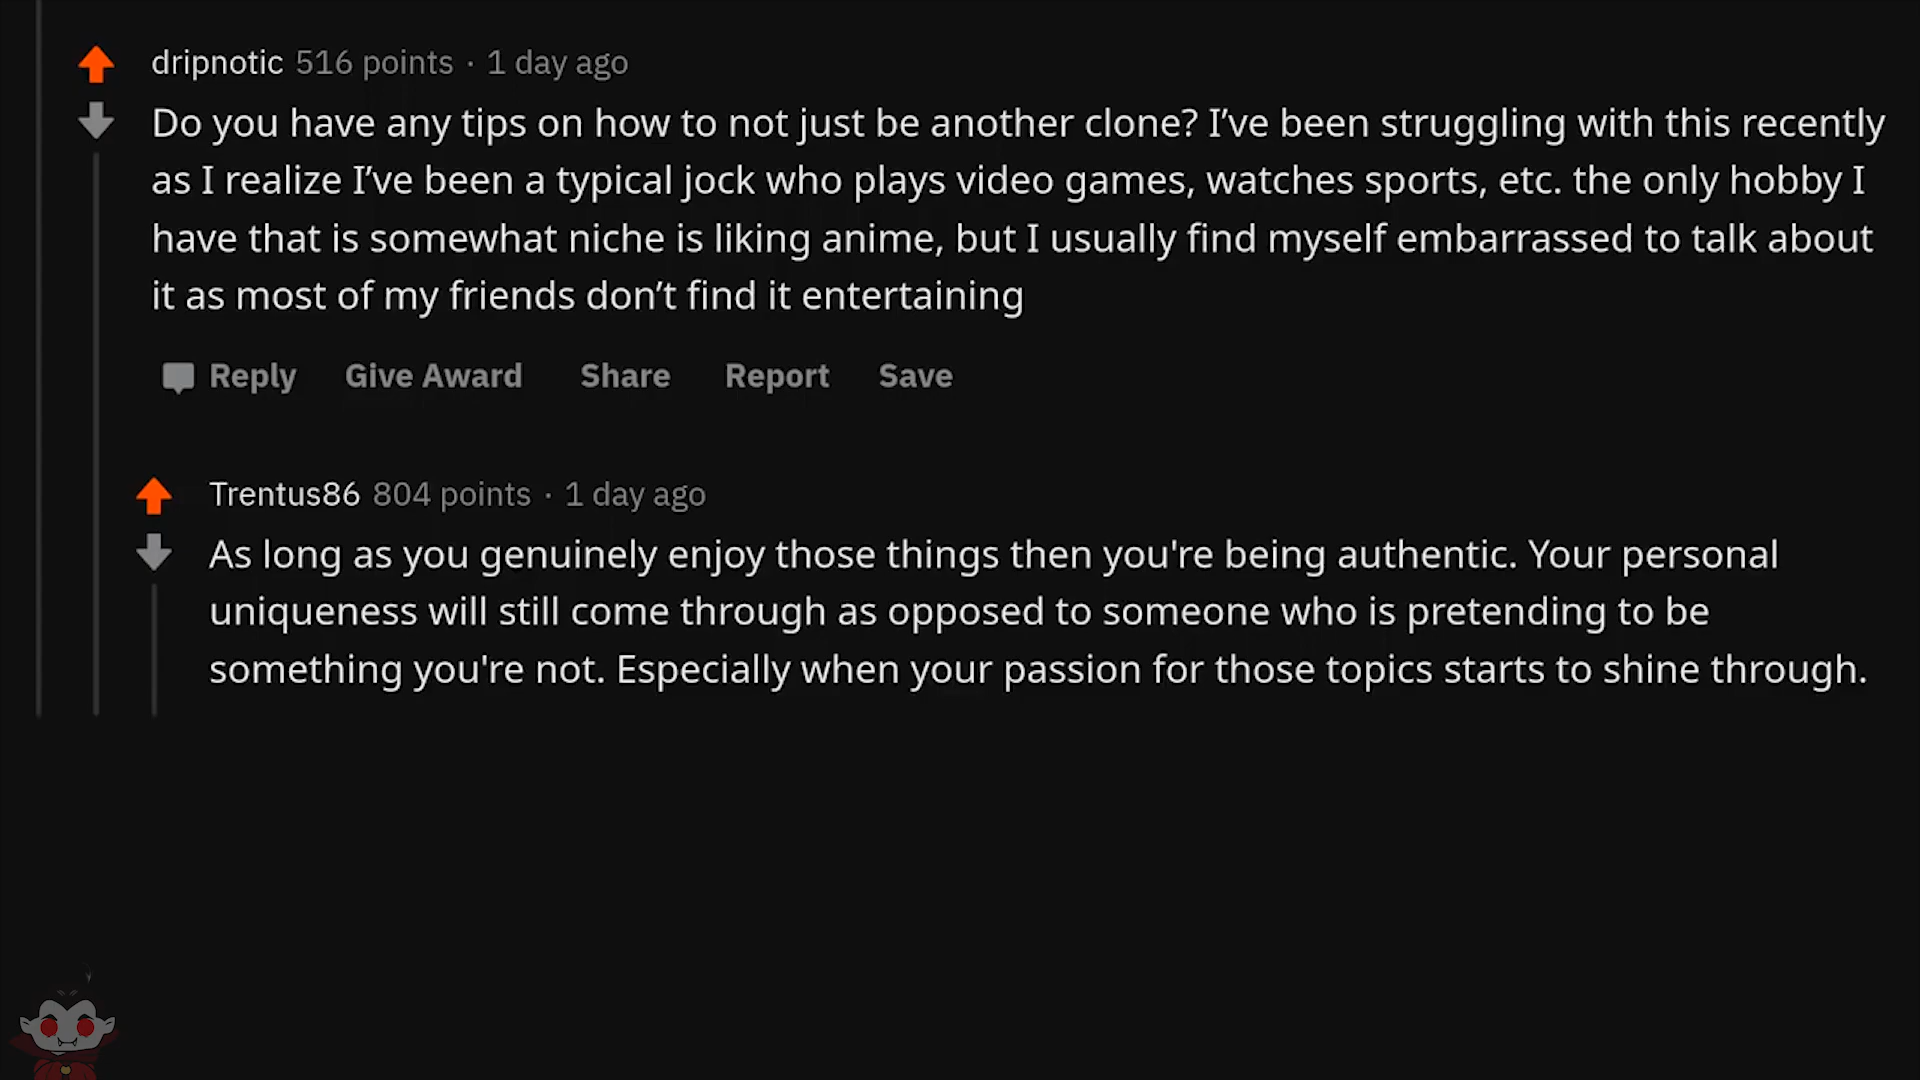 dripnotic 516 points · 1 day ago
Do you have any tips on how to not just be another clone? I’ve been struggling with this recently
as I realize I’ve been a typical jock who plays video games, watches sports, etc. the only hobby I
have that is somewhat niche is liking anime, but I usually find myself embarrassed to talk about
it as most of my friends don’t find it entertaining
Reply Give Award Share Report Save
Trentus86 804 points · 1 day ago
As long as you genuinely enjoy those things then you're being authentic. Your personal
uniqueness will still come through as opposed to someone who is pretending to be
something you're not. Especially when your passion for those topics starts to shine through.